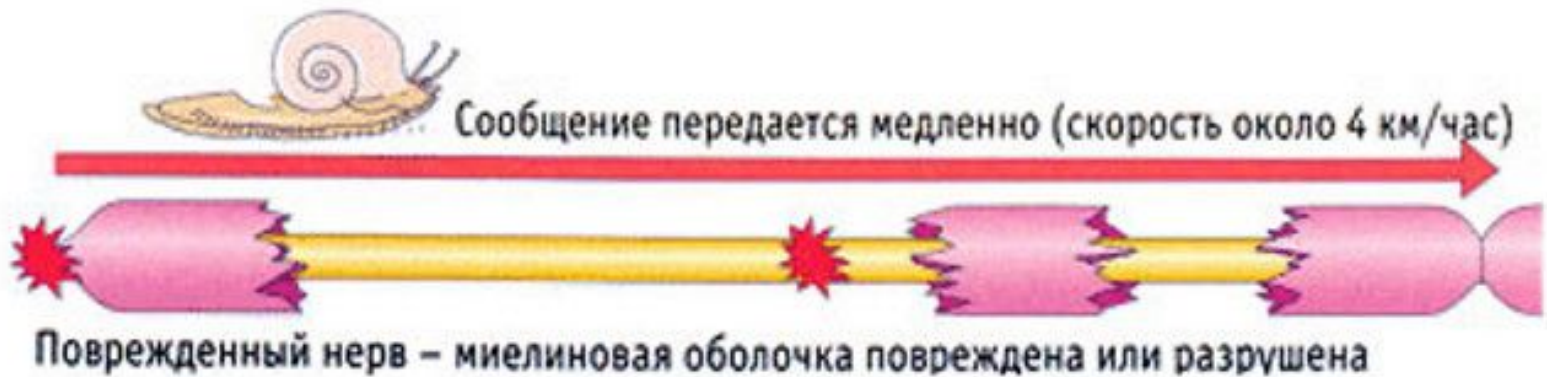 Сообщение передается медленно (скорость около 4 км/час)
Поврежденный нерв – миелиновая оболочка повреждена или разрушена